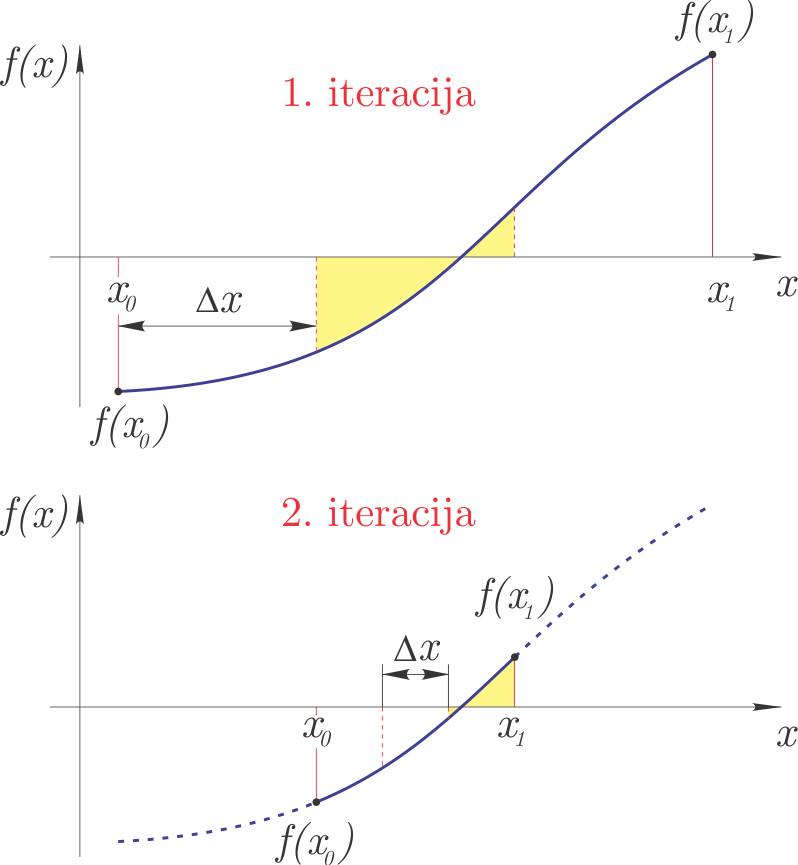 f(x₁)
f(x)
1. iteracija
x₀
Δx
x₁
x
f(x₀)
f(x)
2. iteracija
f(x₁)
Δx
x₀
x₁
x
f(x₀)